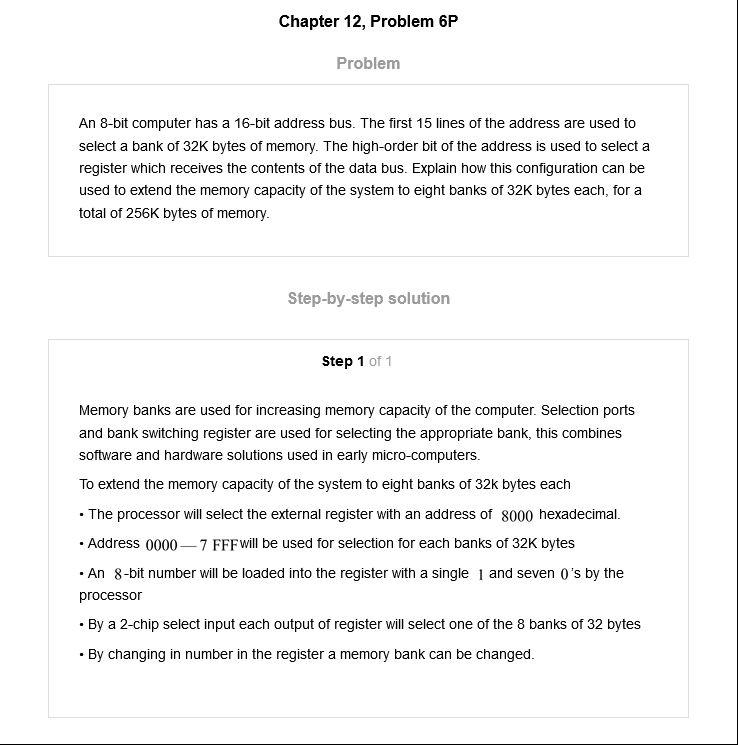 Chapter 12, Problem 6P
Problem
An 8-bit computer has a 16-bit address bus. The first 15 lines of the address are used to
select a bank of 32K bytes of memory. The high-order bit of the address is used to select a
register which receives the contents of the data bus. Explain how this configuration can be
used to extend the memory capacity of the system to eight banks of 32K bytes each, for a
total of 256K bytes of memory.
Step-by-step solution
Step 1 of 1
Memory banks are used for increasing memory capacity of the computer. Selection ports
and bank switching register are used for selecting the appropriate bank, this combines
software and hardware solutions used in early micro-computers.
To extend the memory capacity of the system to eight banks of 32k bytes each
• The processor will select the external register with an address of 8000 hexadecimal.
• Address 0000—7 FFF will be used for selection for each banks of 32K bytes
• An 8-bit number will be loaded into the register with a single 1 and seven 0's by the
processor
• By a 2-chip select input each output of register will select one of the 8 banks of 32 bytes
• By changing in number in the register a memory bank can be changed.